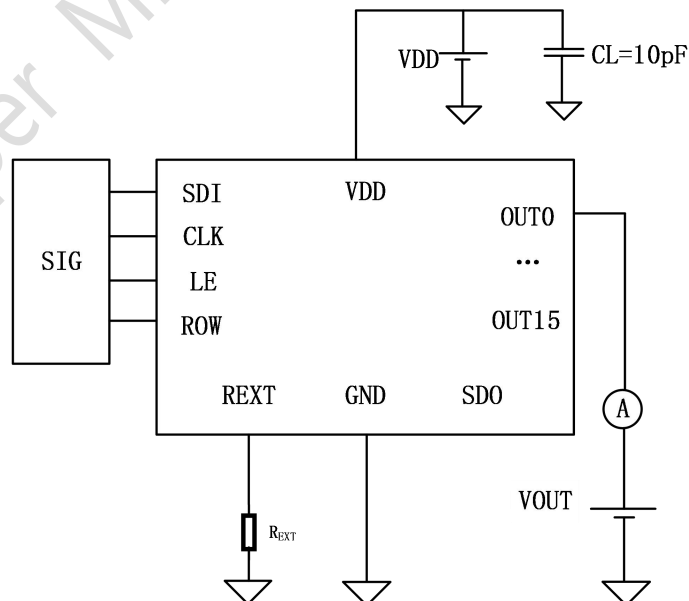 VDD
CL=10pF
SDI
VDD
CLK
OUT0
SIG
...
LE
ROW
OUT15
REXT
GND
SDO
A
VOUT
REXT